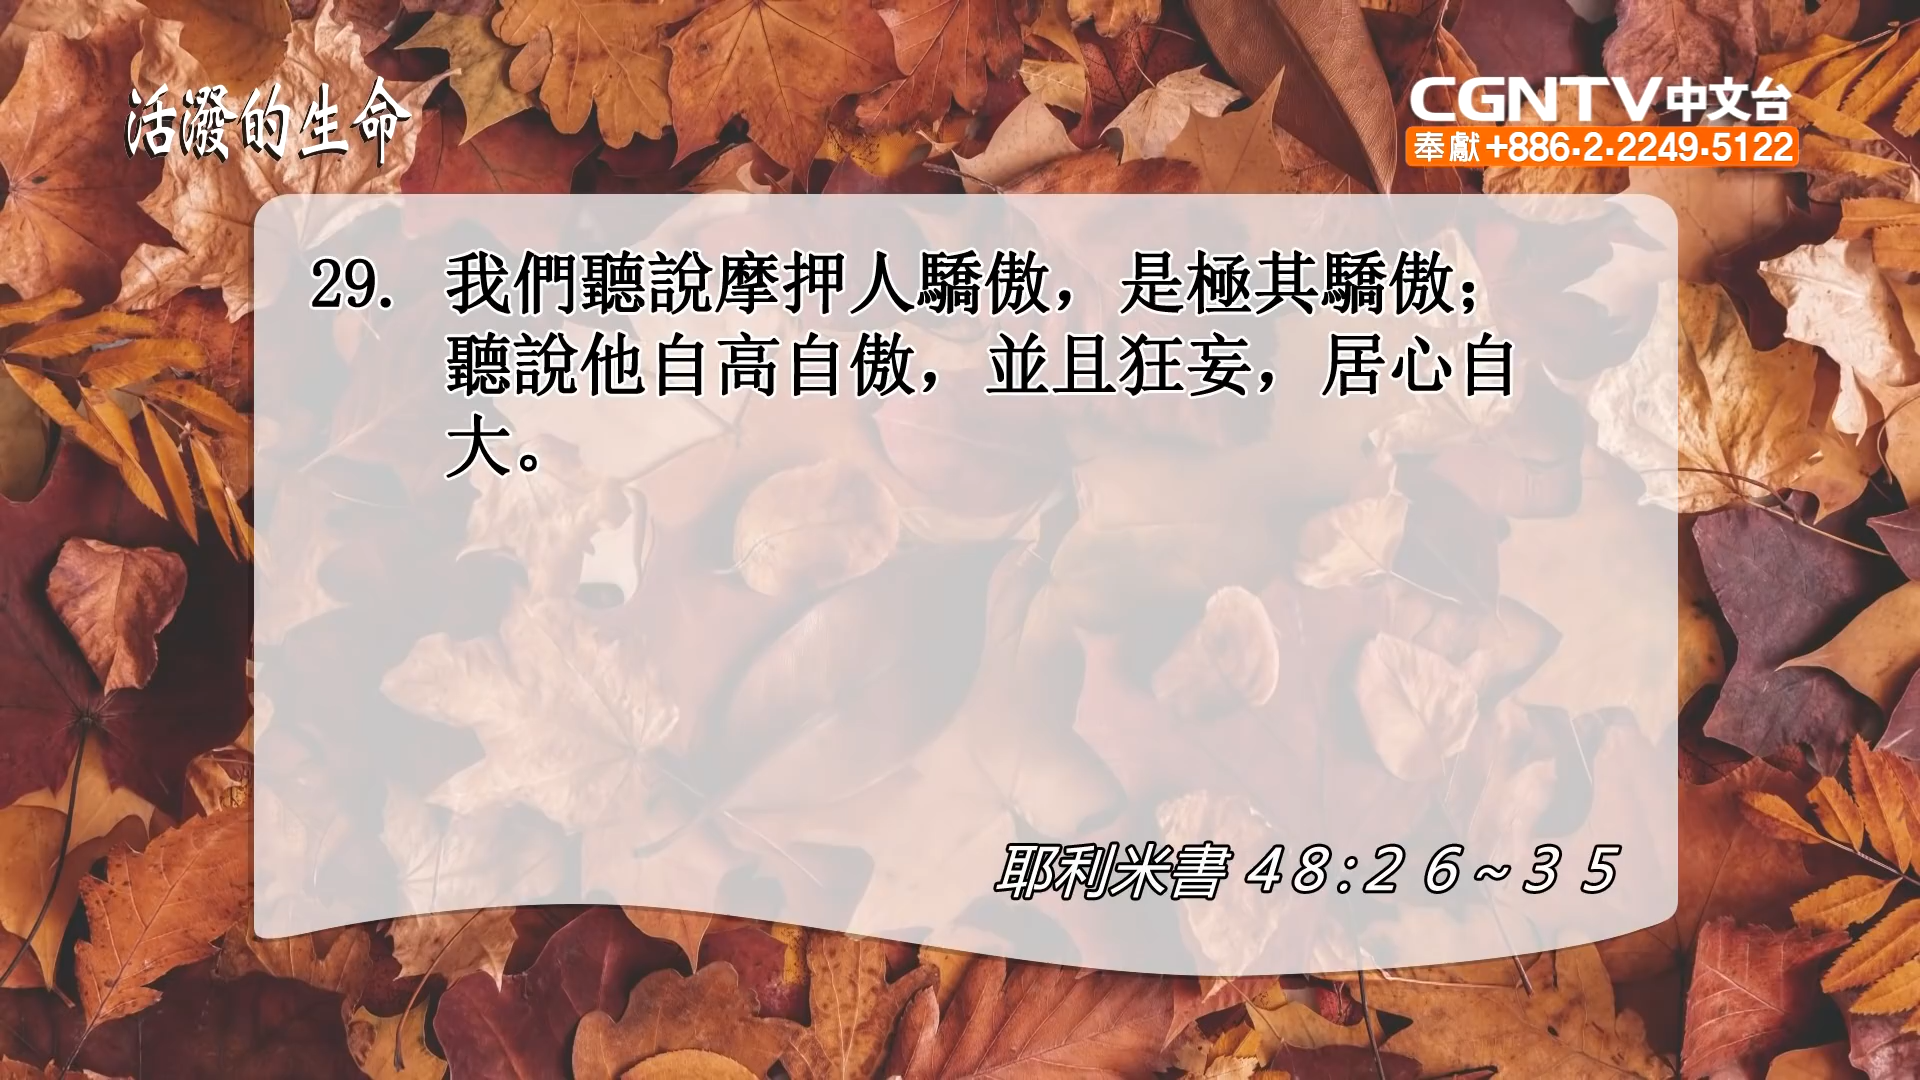 活潑的生命
CGNTV中文台
奉獻+886·2·2249·5122
29. 我們聽說摩押人驕傲，是極其驕傲；
聽說他自高自傲，並且狂妄，居心自
大。
耶利米書 48:26~35